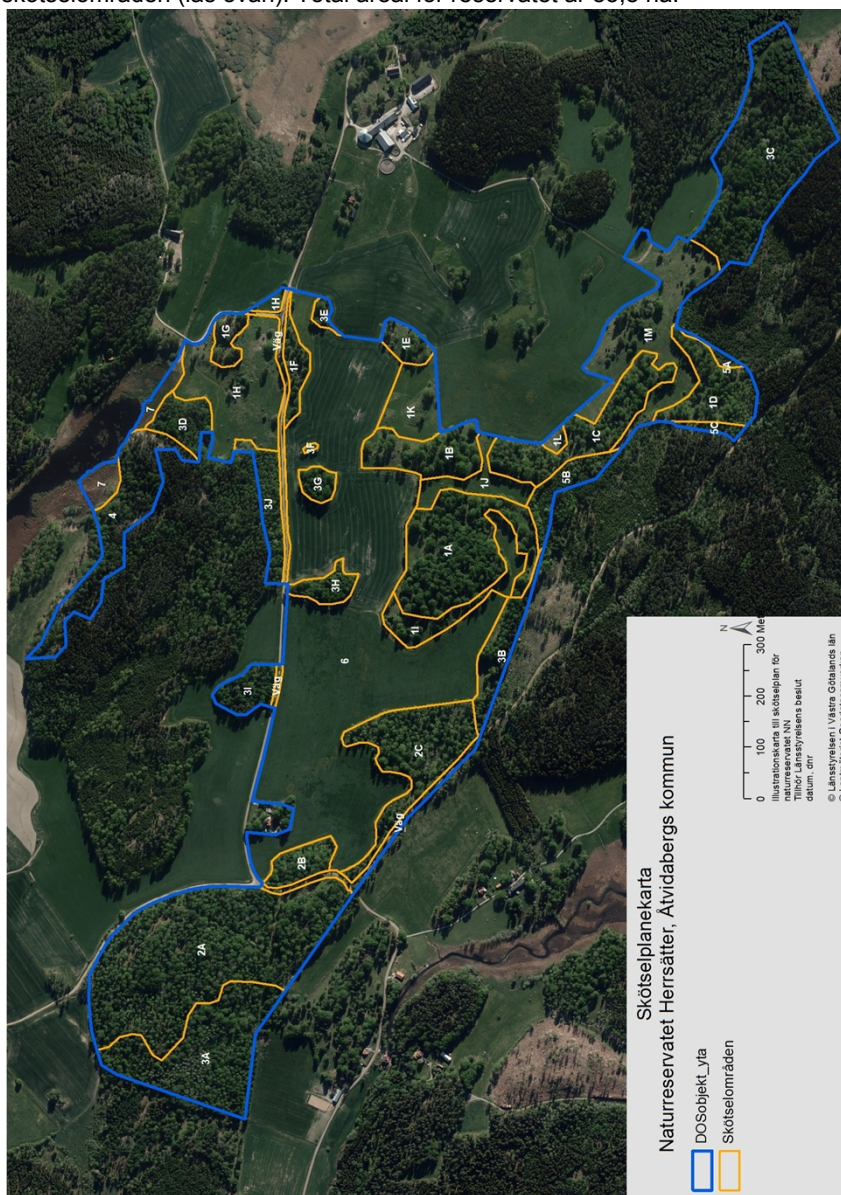 skötselområden (läs ovan). Total areal för reservatet är ha.
3C
1G
1H
3E
Väg
1H
1F
1E
1M
7
3D
1K
5A
1D
3F
1C
5C
1L
1B
7
3G
3J
1J
5B
4
1A
3H
1I
3B
6
3I
Väg
2C
Väg
2B
2A
3A
Skötselplanekarta
Naturreservatet Herrsätter, Åtvidabergs kommun
DOSobjekt_yta
Skötselområden
N
0 100 200 300 Met
Illustrationskarta till skötselplan för
naturreservatet NN
Tillhör Länsstyrelsens beslut
datum, dnr
© Länsstyrelsen i Västra Götalands län